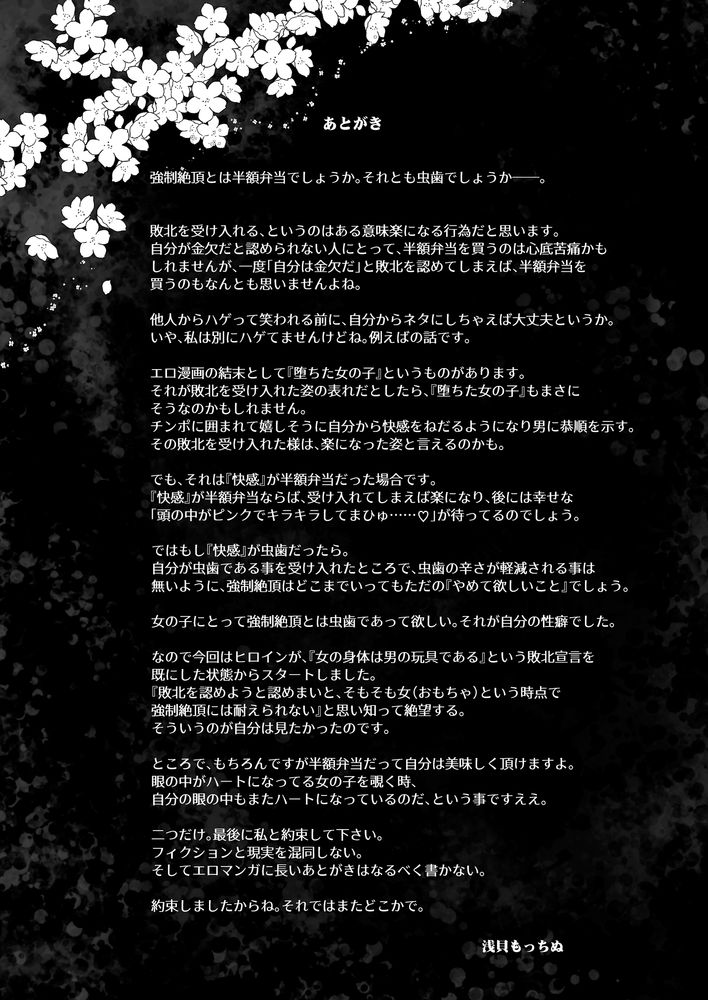 あとがき
強制絶頂とは半額弁当でしょうか。それとも虫歯でしょうか――。
敗北を受け入れる、というのはある意味楽になる行為だと思います。
自分が金欠だと認められない人にとって、半額弁当を買うのは心底苦痛かも
しれませんが、一度「自分は金欠だ」と敗北を認めてしまえば、半額弁当を
買うのもなんとも思いませんよね。
他人からハゲって笑われる前に、自分からネタにしちゃえば大丈夫というか。
いや、私は別にハゲてませんけどね。例えばの話です。
エロ漫画の結末として『堕ちた女の子』というものがあります。
それが敗北を受け入れた姿の表れだとしたら、『堕ちた女の子』もまさに
そうなのかもしれません。
チンポに囲まれて嬉しそうに自分から快感をねだるようになり男に恭順を示す。
その敗北を受け入れた様は、楽になった姿と言えるのかも。
でも、それは『快感』が半額弁当だった場合です。
『快感』が半額弁当ならば、受け入れてしまえば楽になり、後には幸せな
「頭の中がピンクでキラキラしてまひゅ……♡」が待ってるのでしょう。
ではもし『快感』が虫歯だったら。
自分が虫歯である事を受け入れたところで、虫歯の辛さが軽減される事は
無いように、強制絶頂はどこまでいってもただの『やめて欲しいこと』でしょう。
女の子にとって強制絶頂とは虫歯であって欲しい。それが自分の性癖でした。
なので今回はヒロインが、『女の身体は男の玩具である』という敗北宣言を
既にした状態からスタートしました。
『敗北を認めようと認めまいと、そもそも女（おもちゃ）という時点で
強制絶頂には耐えられない』と思い知って絶望する。
そういうのが自分は見たかったのです。
ところで、もちろんですが半額弁当だって自分は美味しく頂けますよ。
眼の中がハートになってる女の子を覗く時、
自分の眼の中もまたハートになっているのだ、という事ですええ。
二つだけ。最後に私と約束して下さい。
フィクションと現実を混同しない。
そしてエロマンガに長いあとがきはなるべく書かない。
約束しましたからね。それではまたどこかで。
浅貝もっちぬ